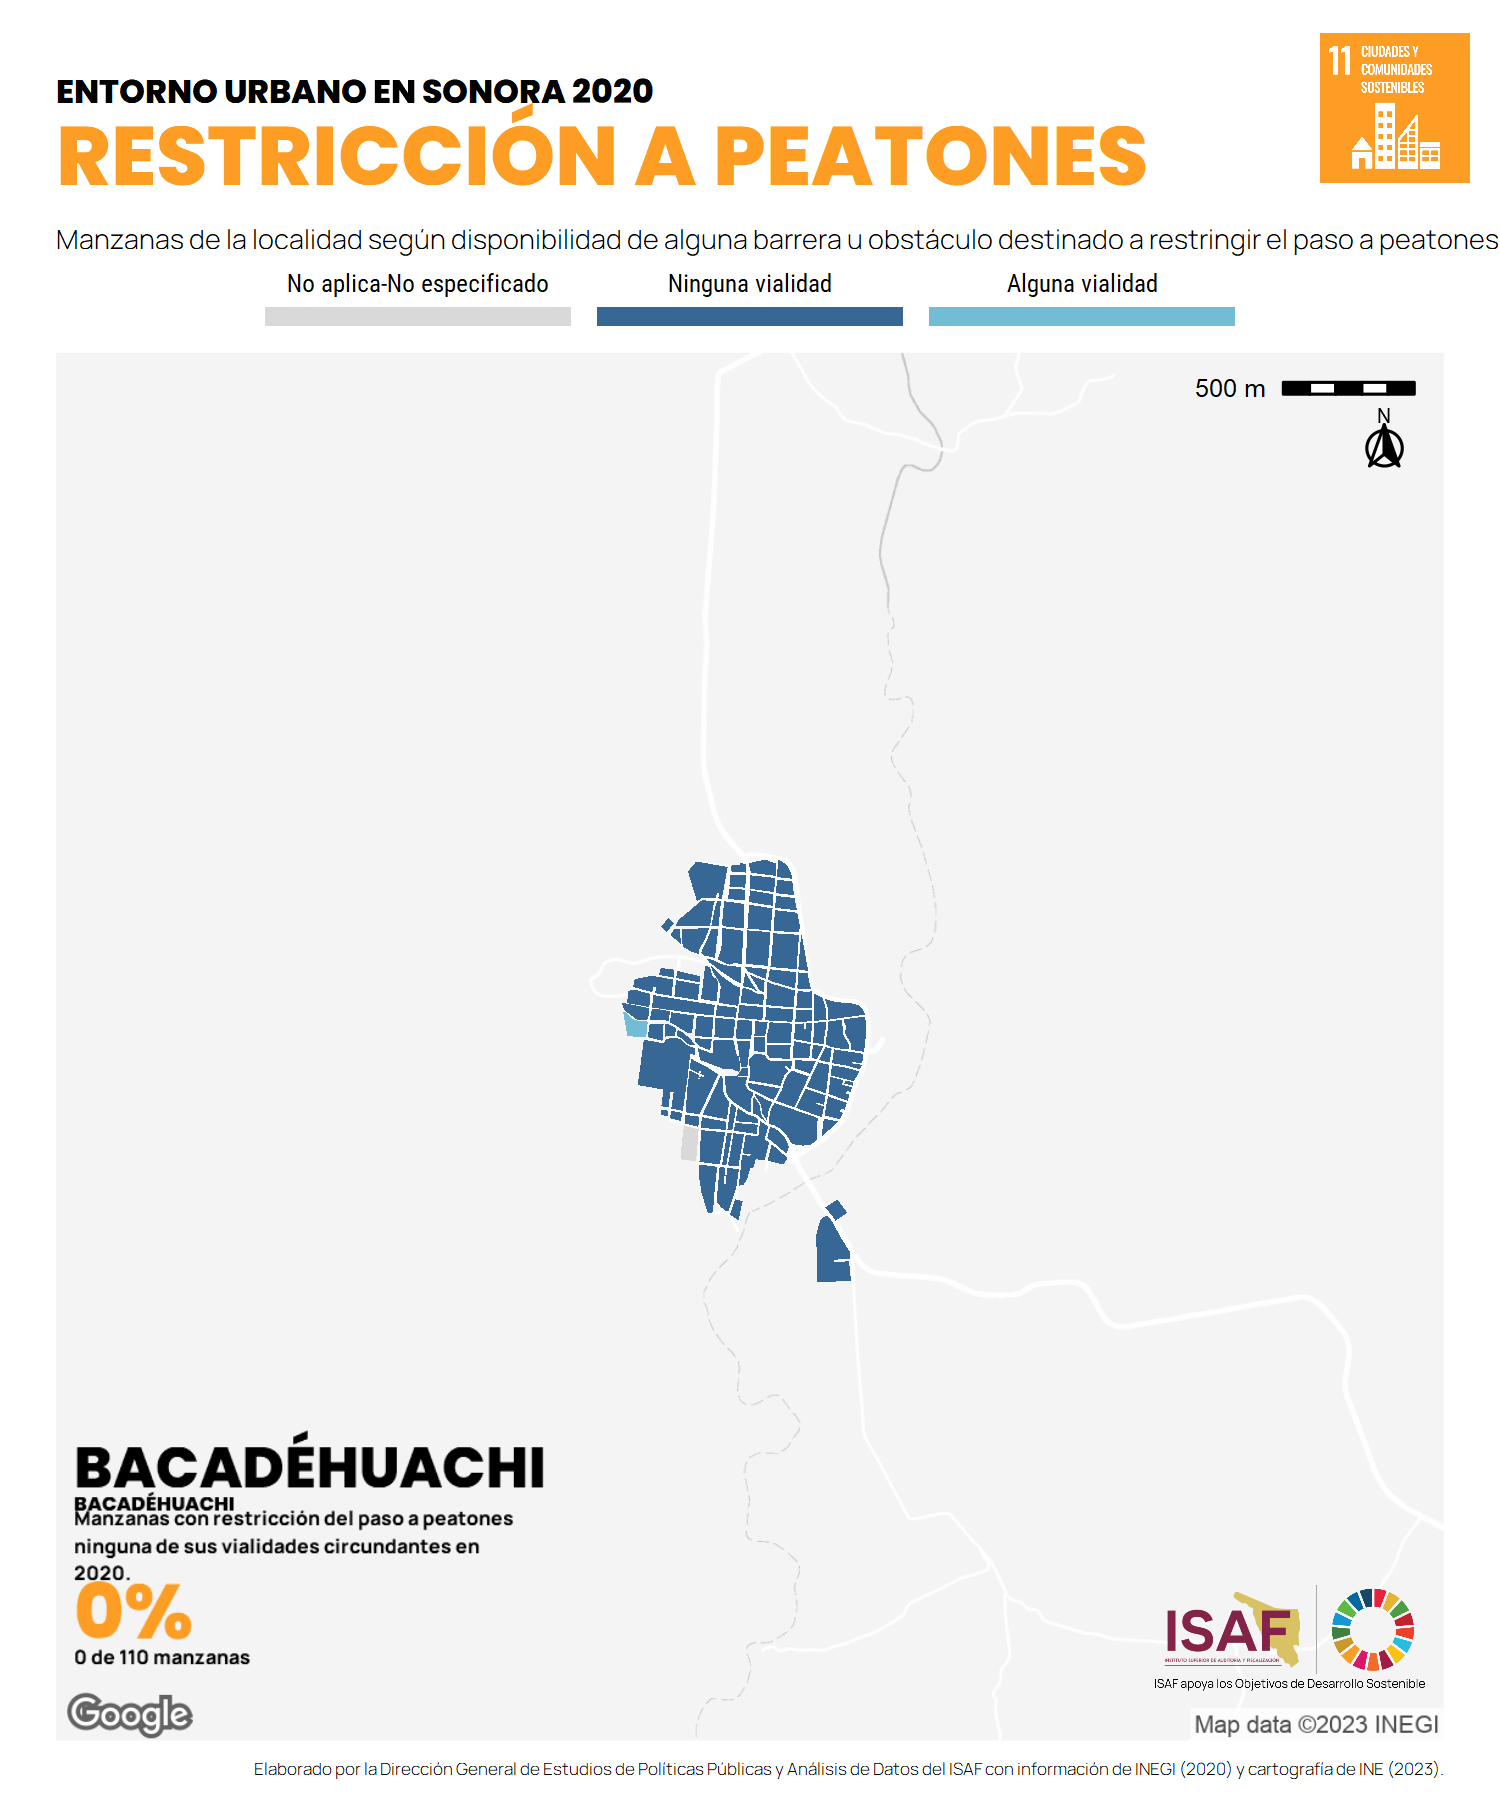 ENTORNO URBANO EN SONORA 2020
RESTRICCIÓN A PEATONES
11 CIUDADES Y
COMUNIDADES
SOSTENIBLES
Manzanas de la localidad según disponibilidad de alguna barrera u obstáculo destinado a restringir el paso a peatones
No aplica-No especificado
Ninguna vialidad
Alguna vialidad
500 m
N
BACADÉHUACHI
BACADÉHUACHI
Manzanas con restricción del paso a peatones
ninguna de sus vialidades circundantes en
2020.
0%
0 de 110 manzanas
Google
ISAF
INSTITUTO SUPERIOR DE AUDITORÍA Y FISCALIZACIÓN
ISAF apoya los Objetivos de Desarrollo Sostenible
Map data ©2023 INEGI
Elaborado por la Dirección General de Estudios de Políticas Públicas y Análisis de Datos del ISAF con información de INEGI (2020) y cartografía de INE (2023).